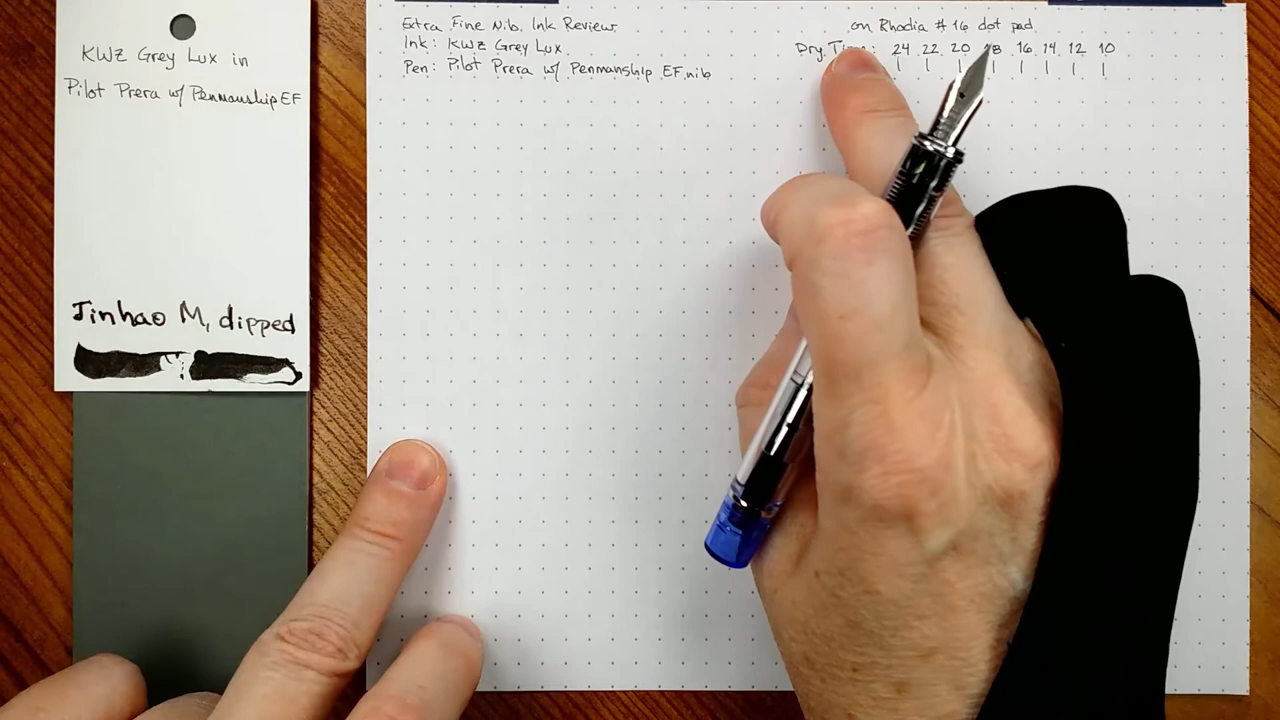 KWZ Grey Lux in
Pilot Prera w/ Penmanship EF
Jinhao M, dipped
Extra Fine Nib Ink Review
Ink: KWZ Grey Lux
Pen: Pilot Prera w/ Penmanship EF nib
on Rhodia #16 dot pad
Dry Time: 24 22 20 18 16 14 12 10